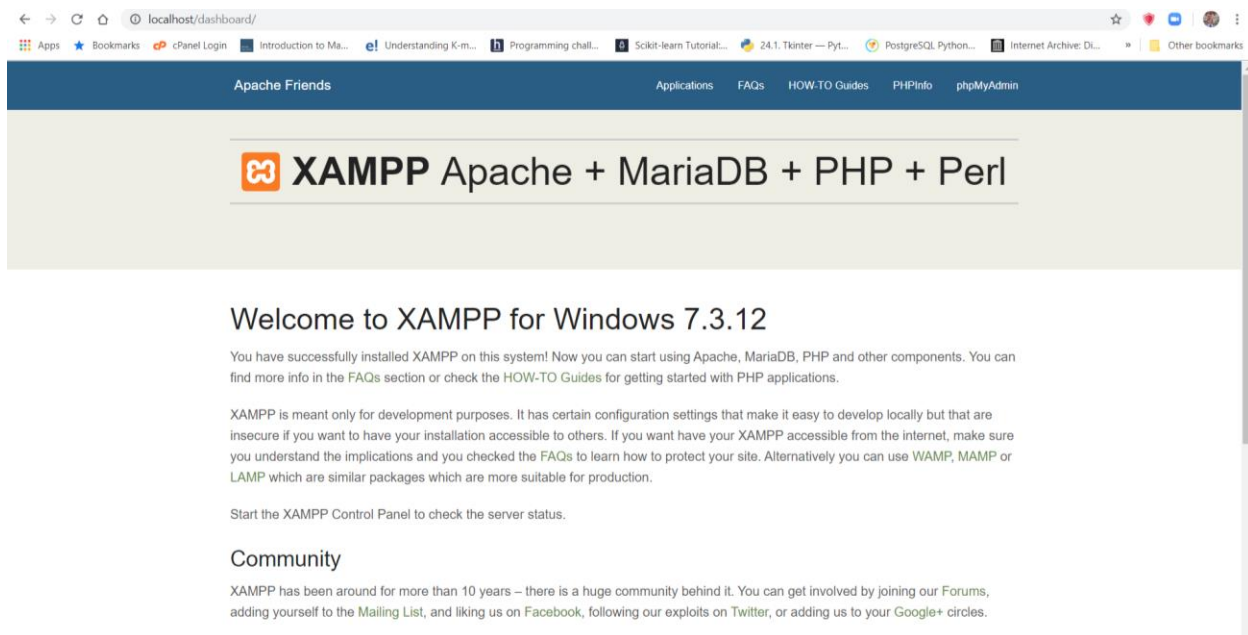 localhost/dashboard/
Apps Bookmarks cPanel Login Introduction to Ma... Understanding K-m... Programming chall... Scikit-learn Tutorial:... 24.1. Tkinter — Pyt... PostgreSQL Python... Internet Archive: Di... » Other bookmarks
Apache Friends Applications FAQs HOW-TO Guides PHPInfo phpMyAdmin
XAMPP Apache + MariaDB + PHP + Perl
Welcome to XAMPP for Windows 7.3.12
You have successfully installed XAMPP on this system! Now you can start using Apache, MariaDB, PHP and other components. You can
find more info in the FAQs section or check the HOW-TO Guides for getting started with PHP applications.
XAMPP is meant only for development purposes. It has certain configuration settings that make it easy to develop locally but that are
insecure if you want to have your installation accessible to others. If you want have your XAMPP accessible from the internet, make sure
you understand the implications and you checked the FAQs to learn how to protect your site. Alternatively you can use WAMP, MAMP or
LAMP which are similar packages which are more suitable for production.
Start the XAMPP Control Panel to check the server status.
Community
XAMPP has been around for more than 10 years – there is a huge community behind it. You can get involved by joining our Forums,
adding yourself to the Mailing List, and liking us on Facebook, following our exploits on Twitter, or adding us to your Google+ circles.